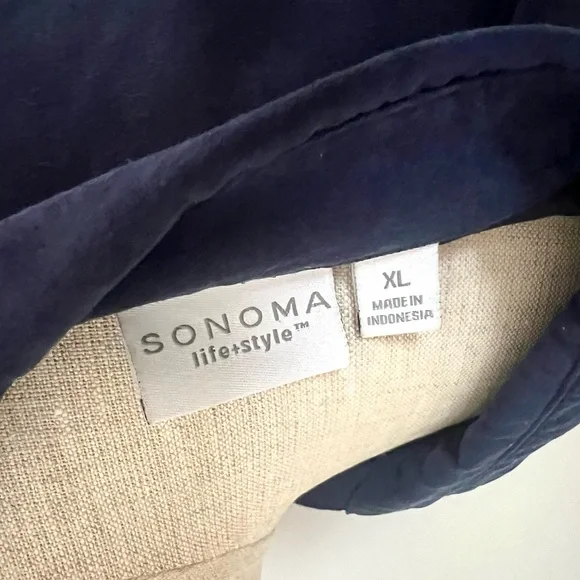 SONOMA
life+style™
XL
MADE IN
INDONESIA